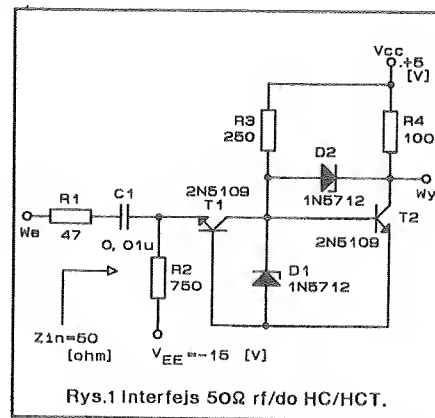 Vcc
+5
[V]
R3
250
R4
100
D2
1N5712
Wy
R1
47
C1
0,01u
2N5109
T1
T2
2N5109
We
R2
750
D1
1N5712
Zin=50
[ohm]
VEE=-15 [V]
Rys.1 Interfejs 50Ω rf/do HC/HCT.